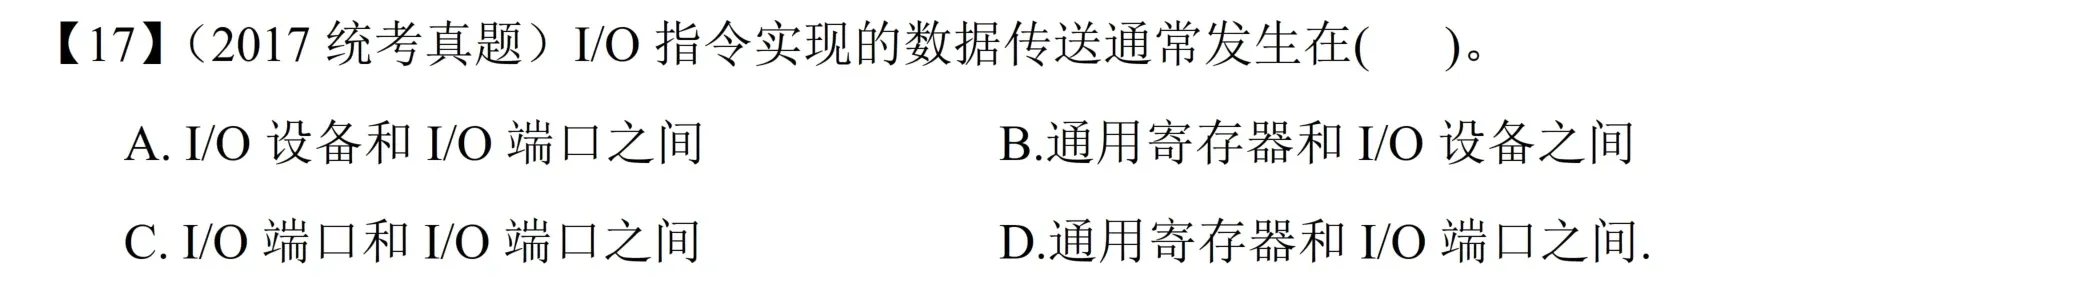 【17】（2017 统考真题）I/O 指令实现的数据传送通常发生在(   )。
A. I/O 设备和 I/O 端口之间 B.通用寄存器和 I/O 设备之间
C. I/O 端口和 I/O 端口之间 D.通用寄存器和 I/O 端口之间.